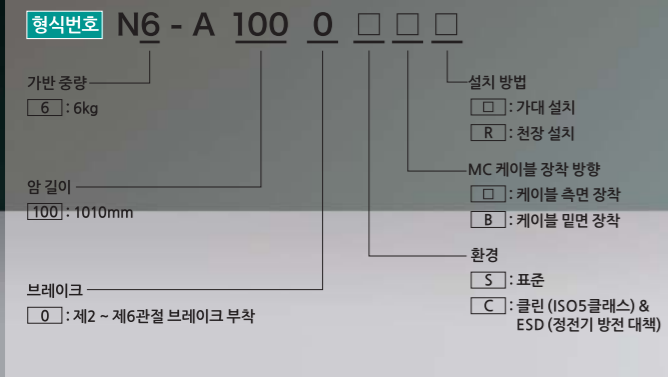 형식번호 N6 - A 100 0 □ □ □
가반 중량
6 : 6kg
암 길이
100 : 1010mm
브레이크
0 : 제2 ~ 제6관절 브레이크 부착
설치 방법
□ : 가대 설치
R : 천장 설치
MC 케이블 장착 방향
□ : 케이블 측면 장착
B : 케이블 밑면 장착
환경
S : 표준
C : 클린 (ISO5클래스) &
ESD (정전기 방전 대책)